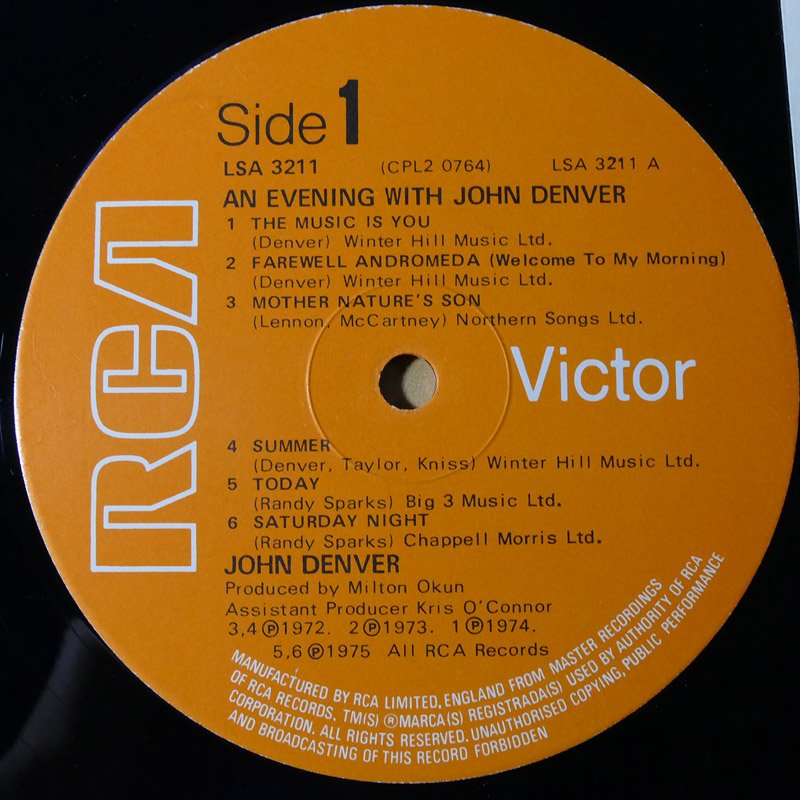 Side 1
LSA 3211 (CPL2 0764) LSA 3211 A
AN EVENING WITH JOHN DENVER
1 THE MUSIC IS YOU
(Denver) Winter Hill Music Ltd.
2 FAREWELL ANDROMEDA (Welcome To My Morning)
(Denver) Winter Hill Music Ltd.
3 MOTHER NATURE'S SON
(Lennon, McCartney) Northern Songs Ltd.
RCA
Victor
4 SUMMER
(Denver, Taylor, Kniss) Winter Hill Music Ltd.
5 TODAY
(Randy Sparks) Big 3 Music Ltd.
6 SATURDAY NIGHT
(Randy Sparks) Chappell Morris Ltd.
JOHN DENVER
Produced by Milton Okun
Assistant Producer Kris O'Connor
3,4 ℗1972. 2℗1973. 1℗1974.
5,6 ℗1975 All RCA Records
MANUFACTURED BY RCA LIMITED, ENGLAND FROM MASTER RECORDINGS
OF RCA RECORDS. TM(S) ® MARCA(S) REGISTRADA(S) USED BY AUTHORITY OF RCA
CORPORATION. ALL RIGHTS RESERVED. UNAUTHORISED COPYING, PUBLIC PERFORMANCE
AND BROADCASTING OF THIS RECORD FORBIDDEN